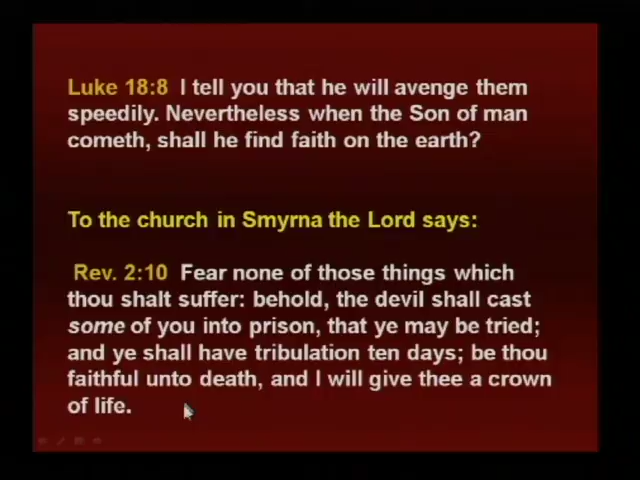 Luke 18:8 I tell you that he will avenge them
speedily. Nevertheless when the Son of man
cometh, shall he find faith on the earth?
To the church in Smyrna the Lord says:
Rev. 2:10 Fear none of those things which
thou shalt suffer: behold, the devil shall cast
some of you into prison, that ye may be tried;
and ye shall have tribulation ten days; be thou
faithful unto death, and I will give thee a crown
of life.